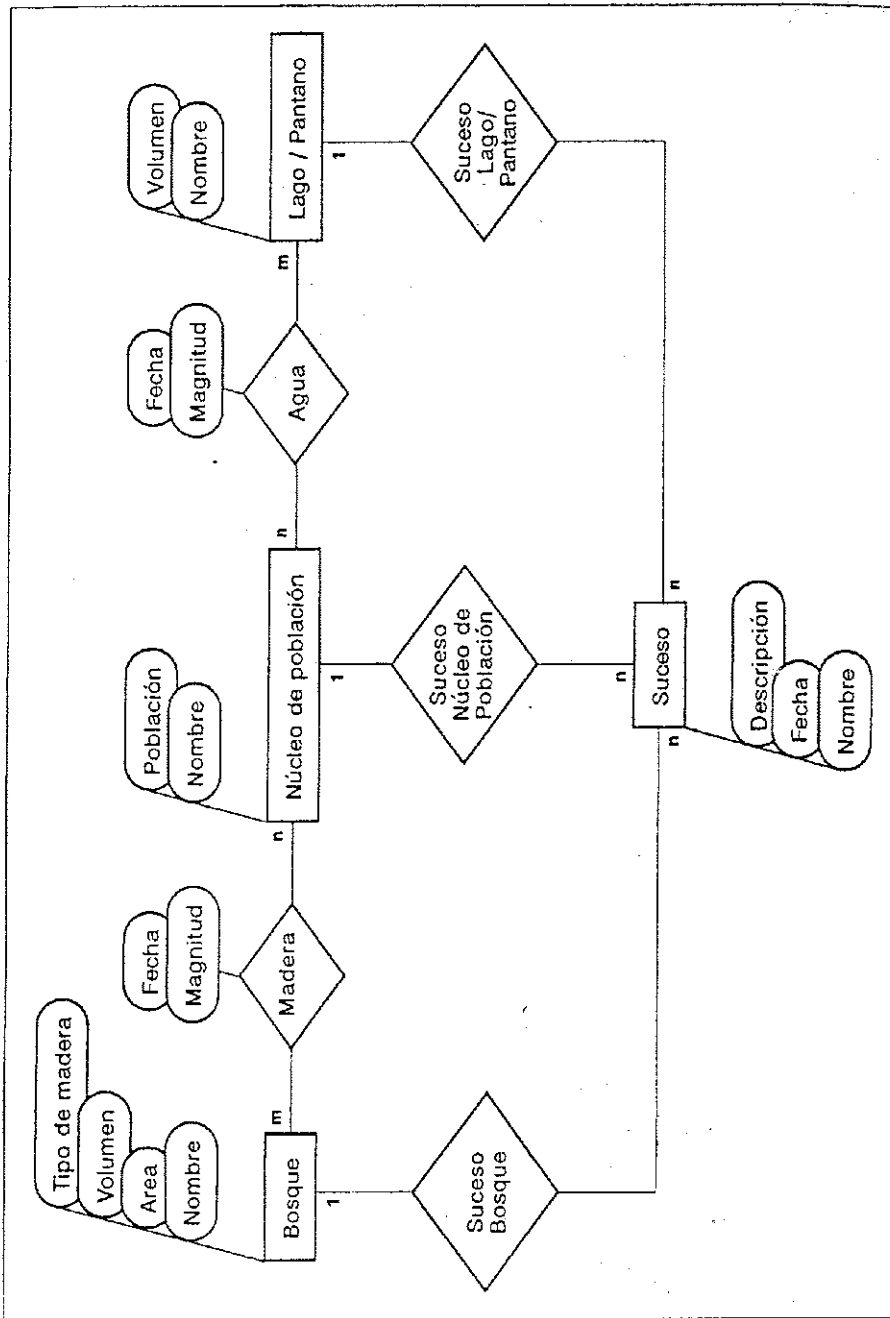 Tipo de madera
Volumen
Area
Nombre
Fecha
Magnitud
Población
Nombre
Fecha
Magnitud
Volumen
Nombre
Bosque
m
Madera
n
Núcleo de población
n
Agua
m
Lago / Pantano
1
1
1
Suceso
Bosque
Suceso
Núcleo de
Población
Suceso
Lago/
Pantano
n
n
n
Suceso
Descripción
Fecha
Nombre